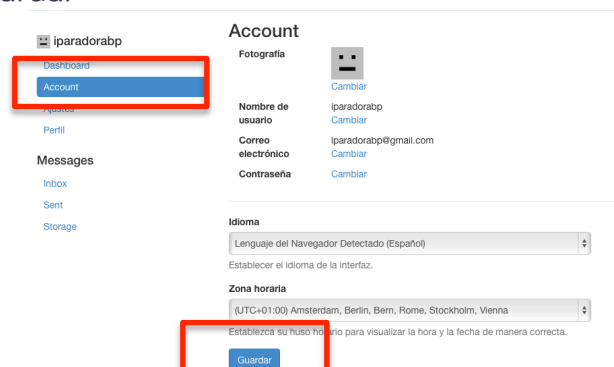 iparadorabp
Dashboard
Account
Ajustes
Perfil
Messages
Inbox
Sent
Storage
Account
Fotografía
Cambiar
Nombre de usuario
iparadorabp
Cambiar
Correo electrónico
iparadorabp@gmail.com
Cambiar
Contraseña
Cambiar
Idioma
Lenguaje del Navegador Detectado (Español)
Establecer el idioma de la interfaz.
Zona horaria
(UTC+01:00) Amsterdam, Berlin, Bern, Rome, Stockholm, Vienna
Establezca su huso horario para visualizar la hora y la fecha de manera correcta.
Guardar